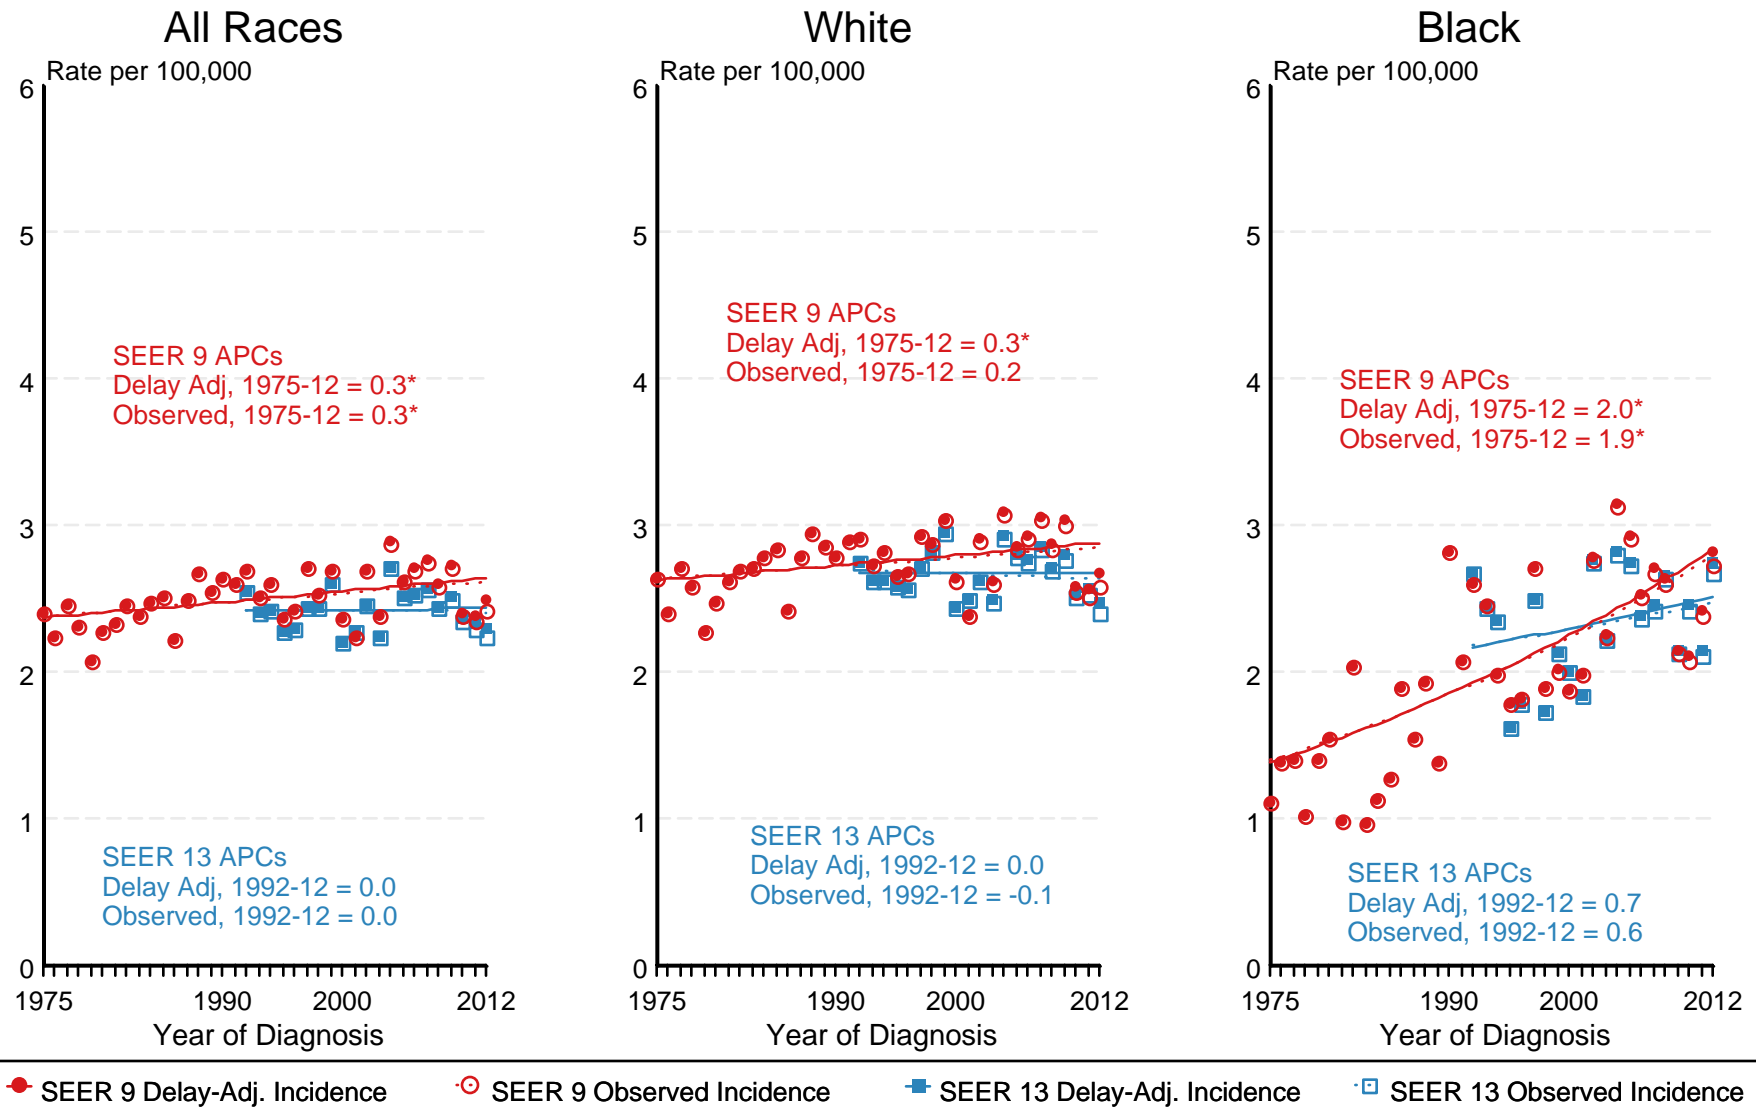 All Races
Rate per 100,000
6
5
4
3
2
1
0
SEER 9 APCs
Delay Adj, 1975-12 = 0.3*
Observed, 1975-12 = 0.3*
SEER 13 APCs
Delay Adj, 1992-12 = 0.0
Observed, 1992-12 = 0.0
1975 1990 2000 2012
Year of Diagnosis
White
Rate per 100,000
6
5
4
3
2
1
0
SEER 9 APCs
Delay Adj, 1975-12 = 0.3*
Observed, 1975-12 = 0.2
SEER 13 APCs
Delay Adj, 1992-12 = 0.0
Observed, 1992-12 = -0.1
1975 1990 2000 2012
Year of Diagnosis
Black
Rate per 100,000
6
5
4
3
2
1
0
SEER 9 APCs
Delay Adj, 1975-12 = 2.0*
Observed, 1975-12 = 1.9*
SEER 13 APCs
Delay Adj, 1992-12 = 0.7
Observed, 1992-12 = 0.6
1975 1990 2000 2012
Year of Diagnosis
SEER 9 Delay-Adj. Incidence SEER 9 Observed Incidence SEER 13 Delay-Adj. Incidence SEER 13 Observed Incidence